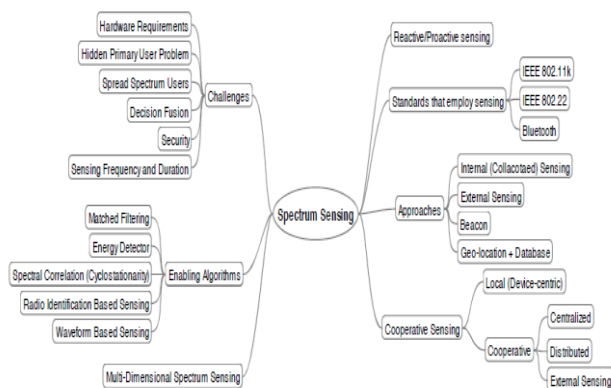 Hardware Requirements
Hidden Primary User Problem
Spread Spectrum Users
Decision Fusion
Security
Sensing Frequency and Duration
Challenges
Matched Filtering
Energy Detector
Spectral Correlation (Cyclostationarity)
Radio Identification Based Sensing
Waveform Based Sensing
Enabling Algorithms
Multi-Dimensional Spectrum Sensing
Spectrum Sensing
Reactive/Proactive sensing
Standards that employ sensing
IEEE 802.11k
IEEE 802.22
Bluetooth
Approaches
Internal (Collacotaed) Sensing
External Sensing
Beacon
Geo-location + Database
Cooperative Sensing
Local (Device-centric)
Cooperative
Centralized
Distributed
External Sensing